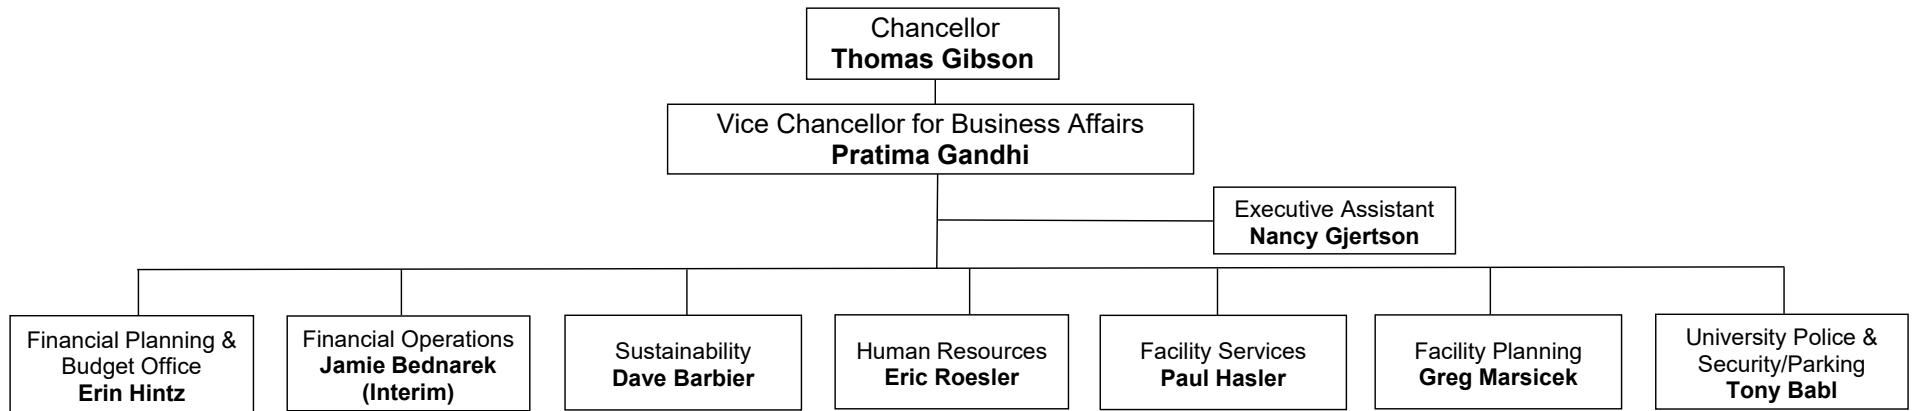 Chancellor
Thomas Gibson
Vice Chancellor for Business Affairs
Pratima Gandhi
Executive Assistant
Nancy Gjertson
Financial Planning &
Budget Office
Erin Hintz
Financial Operations
Jamie Bednarek
(Interim)
Sustainability
Dave Barbier
Human Resources
Eric Roesler
Facility Services
Paul Hasler
Facility Planning
Greg Marsicek
University Police &
Security/Parking
Tony Babl